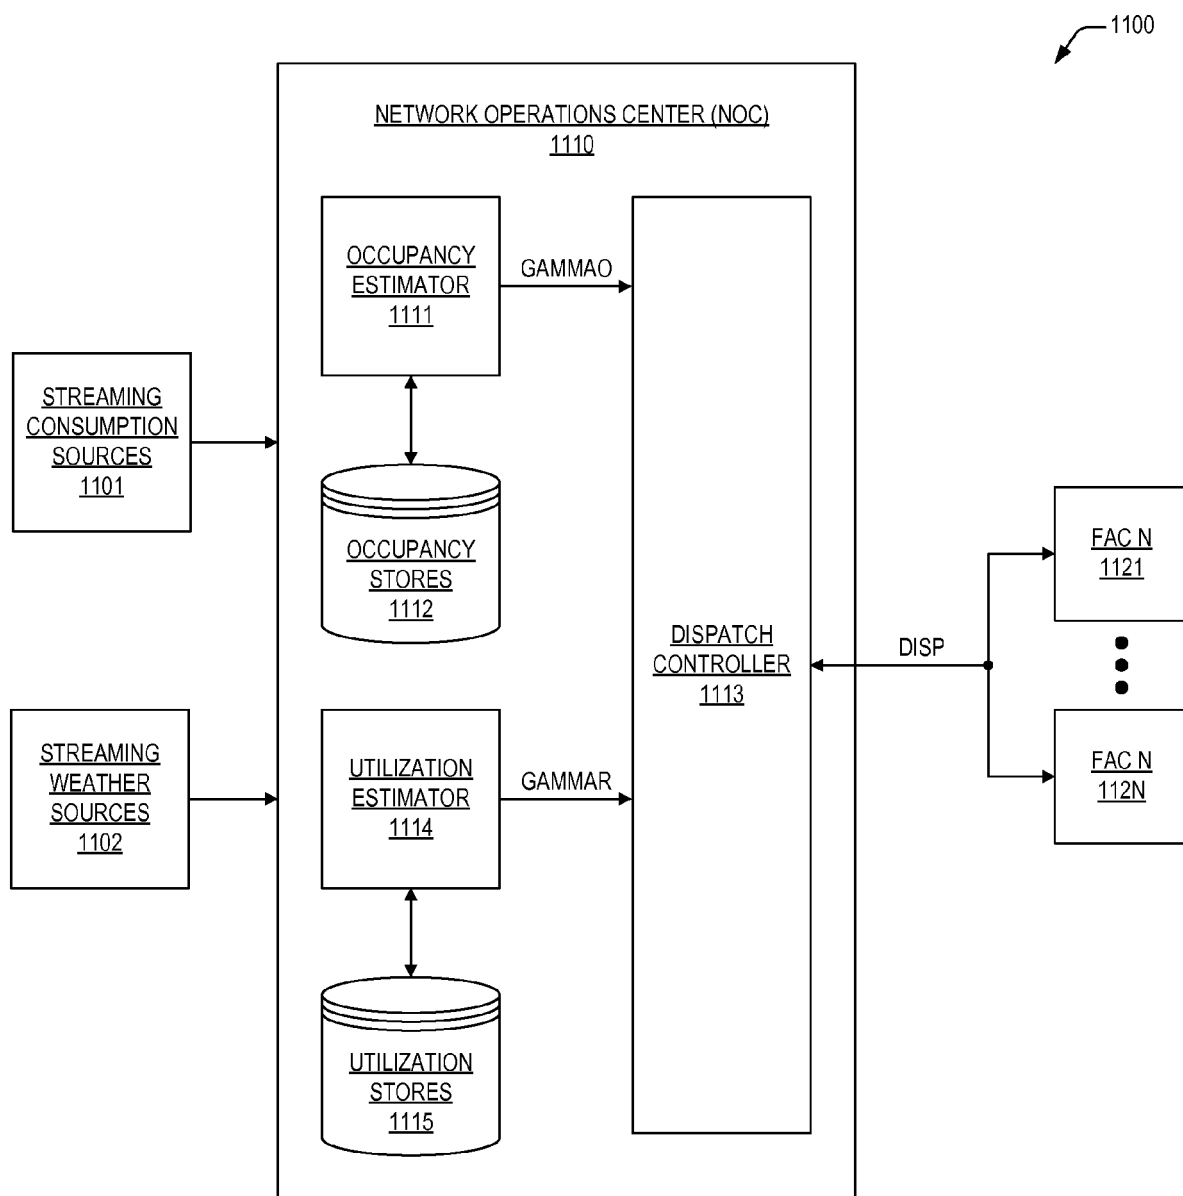 1100
NETWORK OPERATIONS CENTER (NOC)
1110
OCCUPANCY
ESTIMATOR
1111
GAMMAO
STREAMING
CONSUMPTION
SOURCES
1101
OCCUPANCY
STORES
1112
FAC N
1121
DISPATCH
CONTROLLER
1113
DISP
STREAMING
WEATHER
SOURCES
1102
UTILIZATION
ESTIMATOR
1114
GAMMAR
FAC N
112N
UTILIZATION
STORES
1115